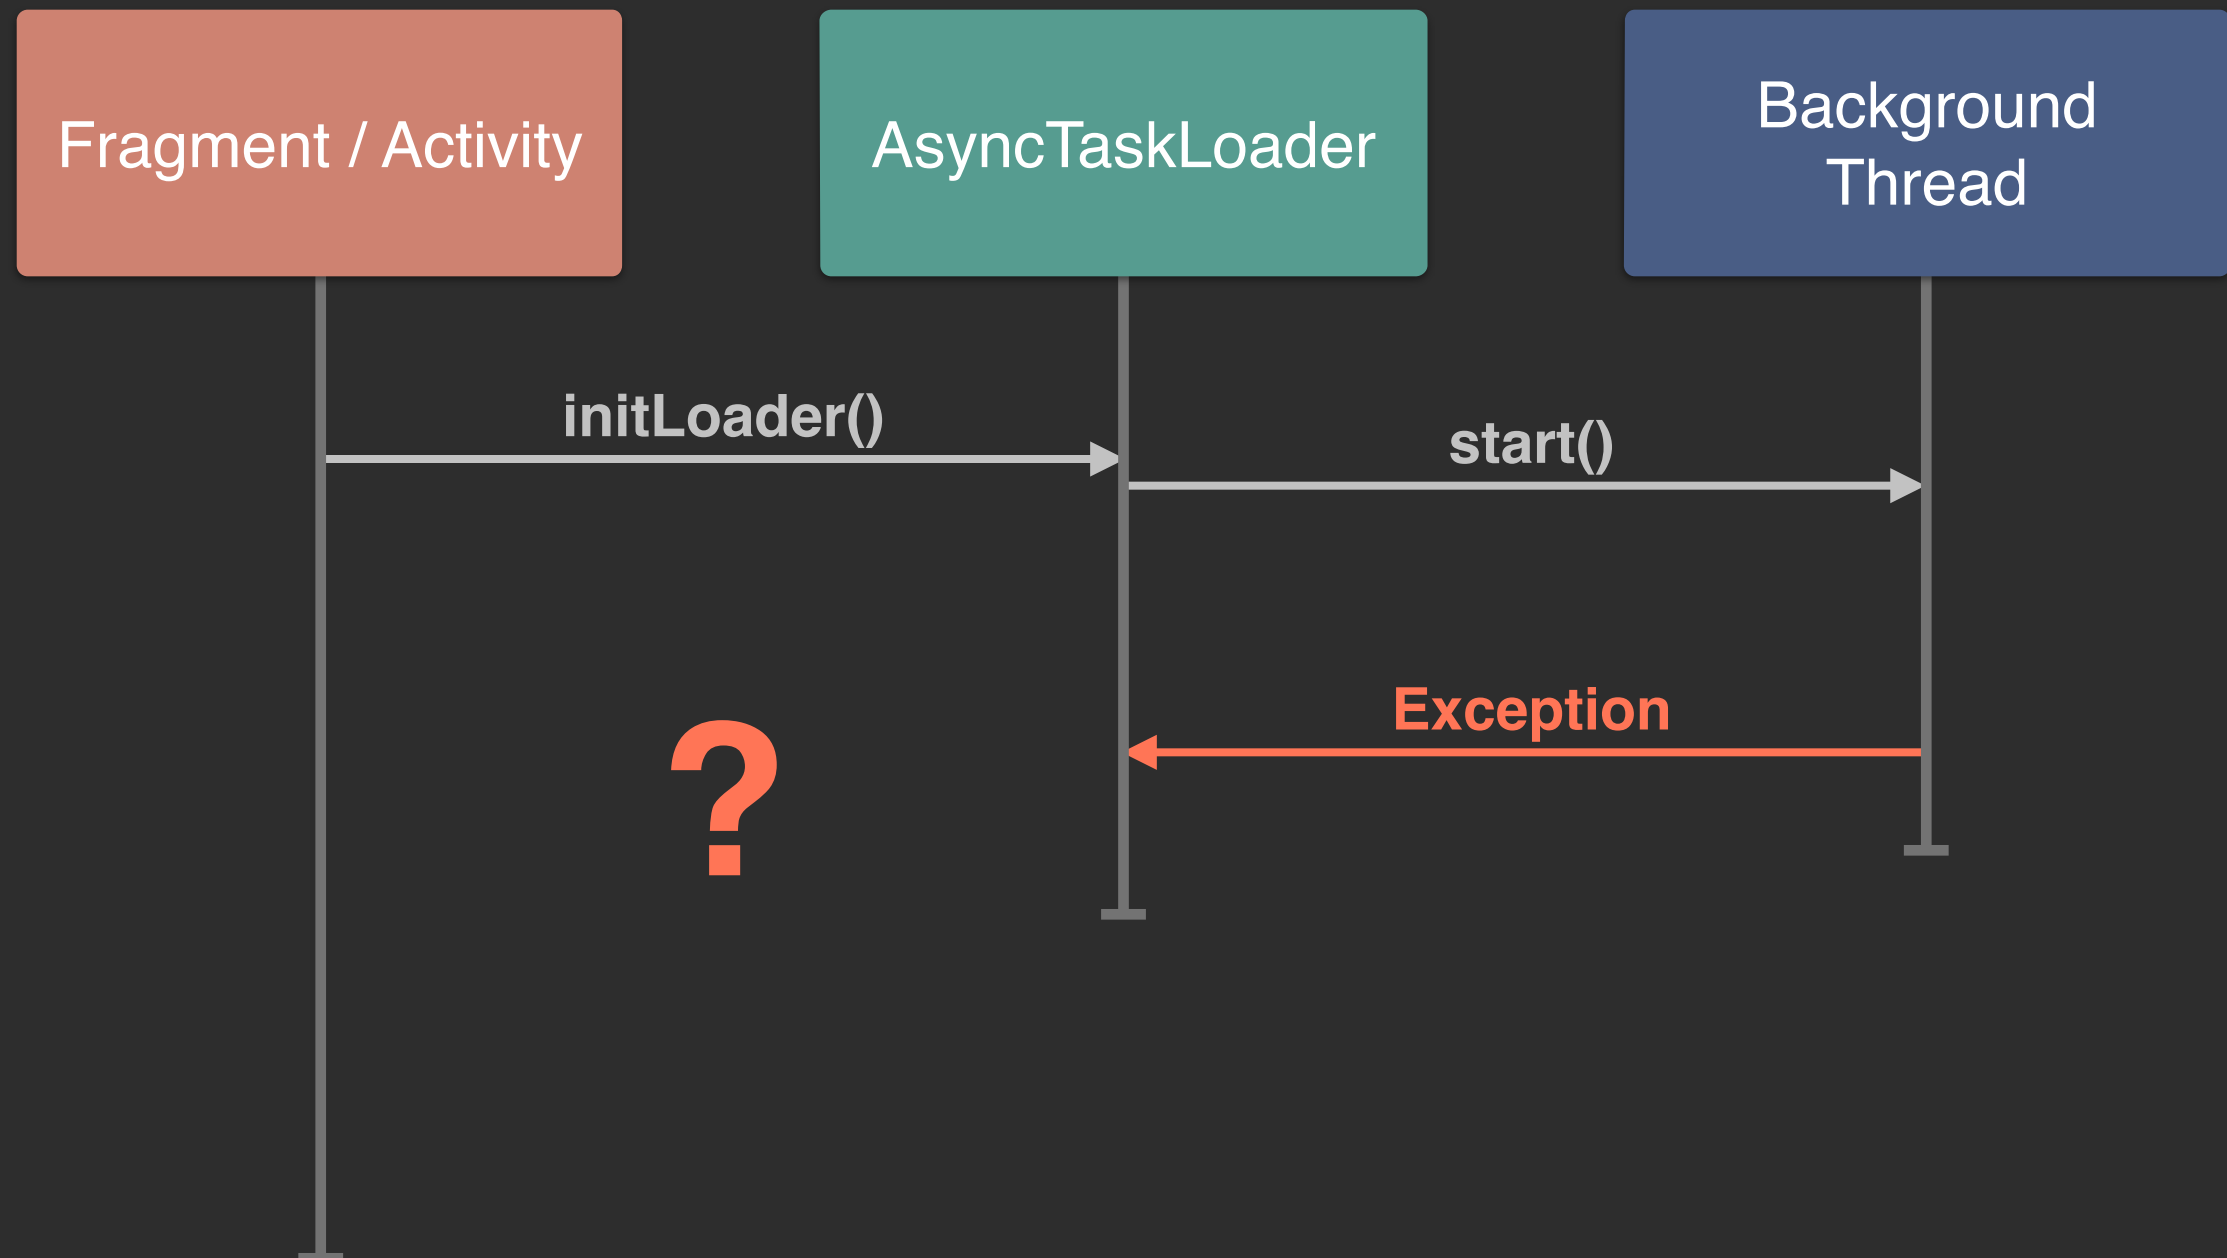 Fragment / Activity
AsyncTaskLoader
Background
Thread
initLoader()
start()
Exception
?